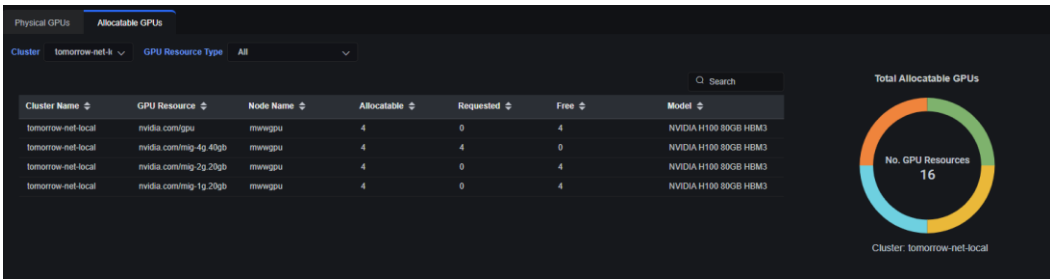 Physical GPUs Allocatable GPUs
Cluster tomorrow-net-l GPU Resource Type All
Search
Cluster Name GPU Resource Node Name Allocatable Requested Free Model
tomorrow-net-local nvidia.com/gpu mwwgpu 4 0 4 NVIDIA H100 80GB HBM3
tomorrow-net-local nvidia.com/mig-4g.40gb mwwgpu 4 4 0 NVIDIA H100 80GB HBM3
tomorrow-net-local nvidia.com/mig-2g.20gb mwwgpu 4 0 4 NVIDIA H100 80GB HBM3
tomorrow-net-local nvidia.com/mig-1g.20gb mwwgpu 4 0 4 NVIDIA H100 80GB HBM3
Total Allocatable GPUs
No. GPU Resources
16
Cluster: tomorrow-net-local